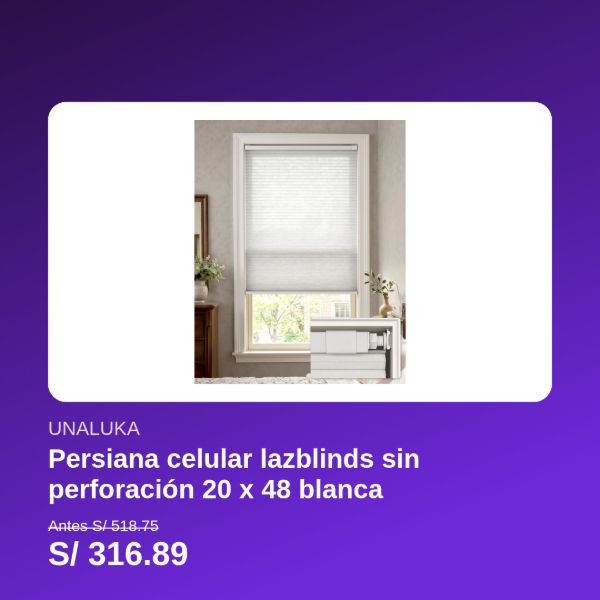 UNALUKA
Persiana celular lazblinds sin
perforación 20 x 48 blanca
Antes S/ 518.75
S/ 316.89